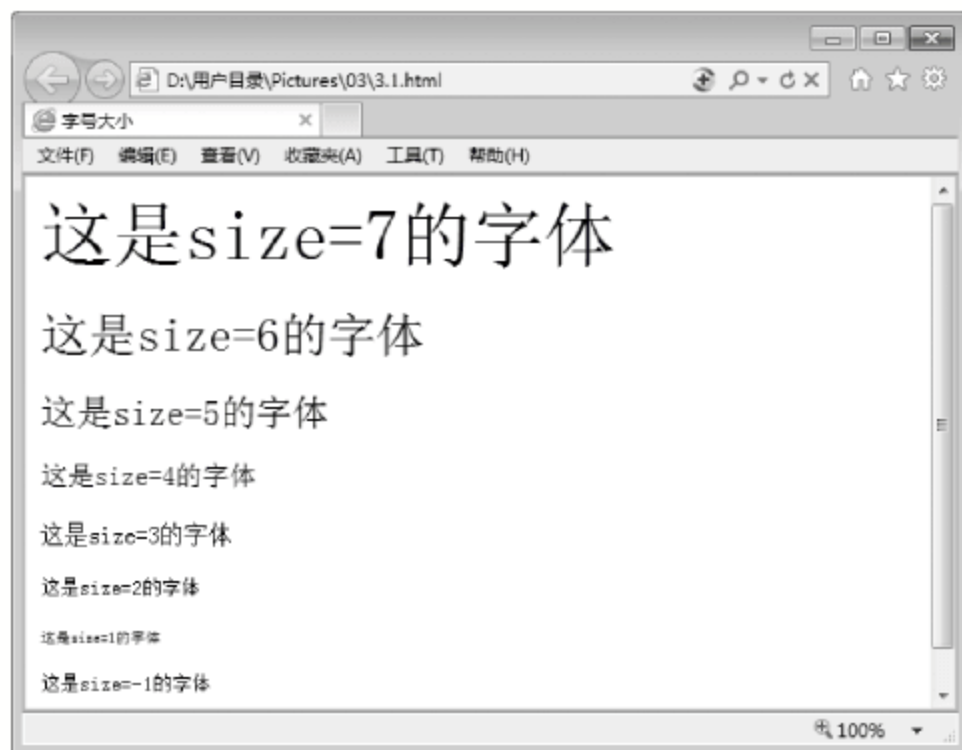 D:\用户目录\Pictures\03\3.1.html
字号大小
文件(F) 编辑(E) 查看(V) 收藏夹(A) 工具(T) 帮助(H)
这是size=7的字体
这是size=6的字体
这是size=5的字体
这是size=4的字体
这是size=3的字体
这是size=2的字体
这是size=1的字体
这是size=-1的字体
100%